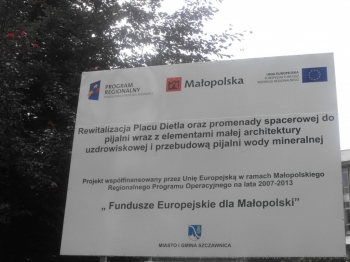 PROGRAM
REGIONALNY
Małopolska
UNIA EUROPEJSKA
Rewitalizacja Placu Dietla oraz promenady spacerowej do
pijalni wraz z elementami małej architektury
uzdrowiskowej i przebudową pijalni wody mineralnej
Projekt współfinansowany przez Unię Europejską w ramach Małopolskiego
Regionalnego Programu Operacyjnego na lata 2007-2013
„ Fundusze Europejskie dla Małopolski”
MIASTO I GMINA SZCZAWNICA